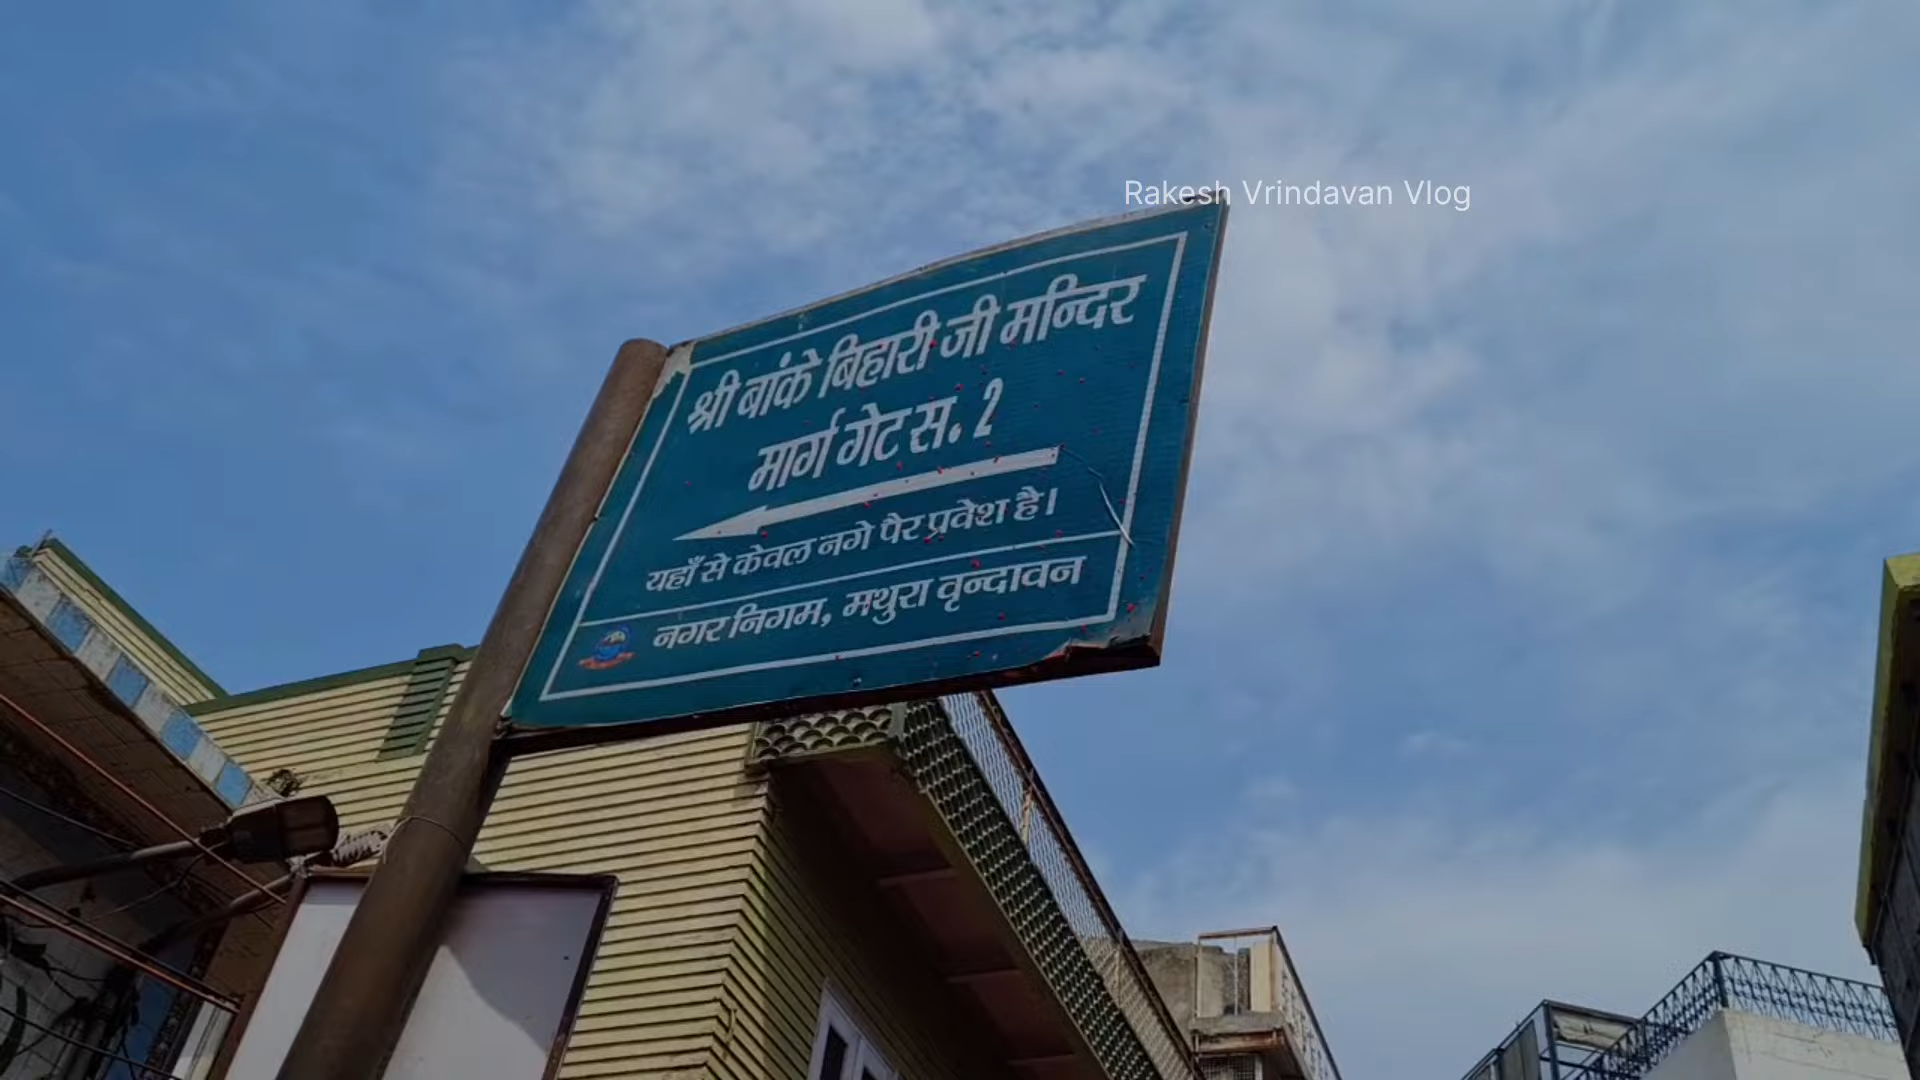 Rakesh Vrindavan Vlog
श्री बांके बिहारी जी मन्दिर
मार्ग गेट स. 2
यहाँ से केवल नगे पैर प्रवेश है।
नगर निगम, मथुरा वृन्दावन